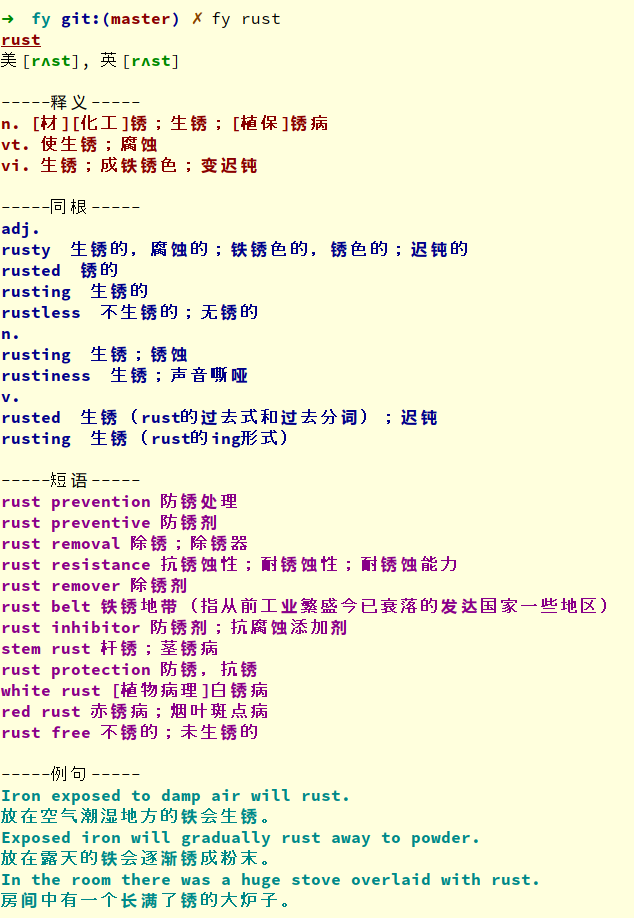 ➜ fy git:(master) ✗ fy rust
rust
美[rʌst]，英[rʌst]
-----释义-----
n. [材][化工]锈；生锈；[植保]锈病
vt. 使生锈；腐蚀
vi. 生锈；成铁锈色；变迟钝
-----同根-----
adj.
rusty 生锈的，腐蚀的；铁锈色的，锈色的；迟钝的
rusted 锈的
rusting 生锈的
rustless 不生锈的；无锈的
n.
rusting 生锈；锈蚀
rustiness 生锈；声音嘶哑
v.
rusted 生锈（rust的过去式和过去分词）；迟钝
rusting 生锈（rust的ing形式）
-----短语-----
rust prevention 防锈处理
rust preventive 防锈剂
rust removal 除锈；除锈器
rust resistance 抗锈蚀性；耐锈蚀性；耐锈蚀能力
rust remover 除锈剂
rust belt 铁锈地带（指从前工业繁盛今已衰落的发达国家一些地区）
rust inhibitor 防锈剂；抗腐蚀添加剂
stem rust 杆锈；茎锈病
rust protection 防锈，抗锈
white rust [植物病理]白锈病
red rust 赤锈病；烟叶斑点病
rust free 不锈的；未生锈的
-----例句-----
Iron exposed to damp air will rust.
放在空气潮湿地方的铁会生锈。
Exposed iron will gradually rust away to powder.
放在露天的铁会逐渐锈成粉末。
In the room there was a huge stove overlaid with rust.
房间中有一个长满了锈的大炉子。